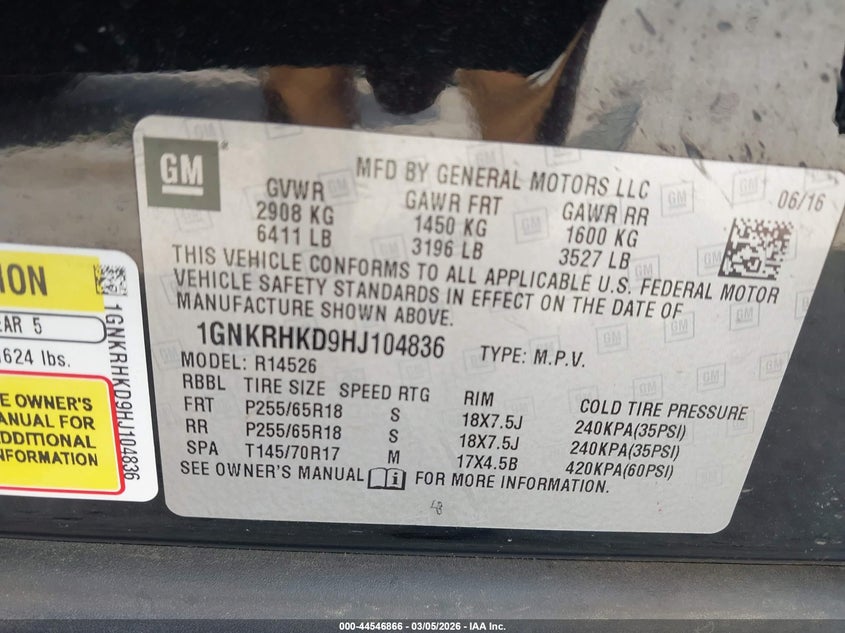 GM
MFD BY GENERAL MOTORS LLC
06/16
GVWR GAWR FRT GAWR RR
2908 KG 1450 KG 1600 KG
6411 LB 3196 LB 3527 LB
THIS VEHICLE CONFORMS TO ALL APPLICABLE U.S. FEDERAL MOTOR
VEHICLE SAFETY STANDARDS IN EFFECT ON THE DATE OF
MANUFACTURE SHOWN ABOVE.
1GNKRHKD9HJ104836 TYPE: M.P.V.
MODEL: R14526
RBBL TIRE SIZE SPEED RTG RIM COLD TIRE PRESSURE
FRT P255/65R18 S 18X7.5J 240KPA(35PSI)
RR P255/65R18 S 18X7.5J 240KPA(35PSI)
SPA T145/70R17 M 17X4.5B 420KPA(60PSI)
SEE OWNER'S MANUAL FOR MORE INFORMATION.
EAR 5
624 lbs.
E OWNER'S
ANUAL FOR
DDITIONAL
NFORMATION
1GNKRHKD9HJ104836
000-44546866 - 03/05/2026 - IAA Inc.